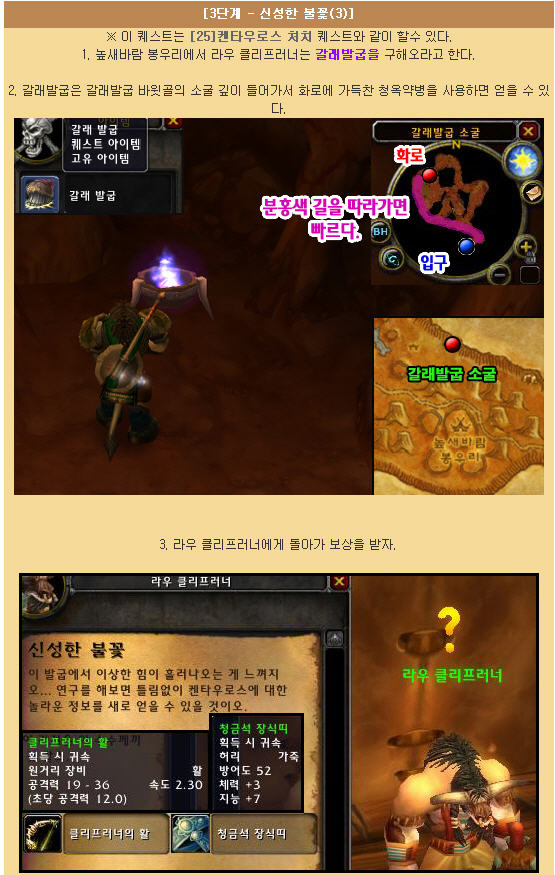 [3단계 - 신성한 불꽃(3)]
※ 이 퀘스트는 [25]켄타우로스 처치 퀘스트와 같이 할수 있다.
1. 높새바람 봉우리에서 라우 클리프러너는 갈래발굽을 구해오라고 한다.
2. 갈래발굽은 갈래발굽 바윗골의 소굴 깊이 들어가서 화로에 가득찬 청옥약병을 사용하면 얻을 수 있
다.
갈래 발굽
퀘스트 아이템
고유 아이템
갈래 발굽
갈래발굽 소굴
N
화로
분홍색 길을 따라가면
빠르다.
BH
입구
갈래발굽 소굴
높새바람
봉우리
3. 라우 클리프러너에게 돌아가 보상을 받자.
라우 클리프러너
신성한 불꽃
이 발굽에서 이상한 힘이 흘러나오는 게 느껴지
오... 연구를 해보면 틀림없이 켄타우로스에 대한
놀라운 정보를 새로 얻을 수 있을 것이오.
클리프러너의 활
획득 시 귀속
원거리 장비 활
공격력 19 - 36 속도 2.30
(초당 공격력 12.0)
청금석 장식띠
획득 시 귀속
허리 가죽
방어도 52
체력 +3
지능 +7
클리프러너의 활
청금석 장식띠
?
라우 클리프러너